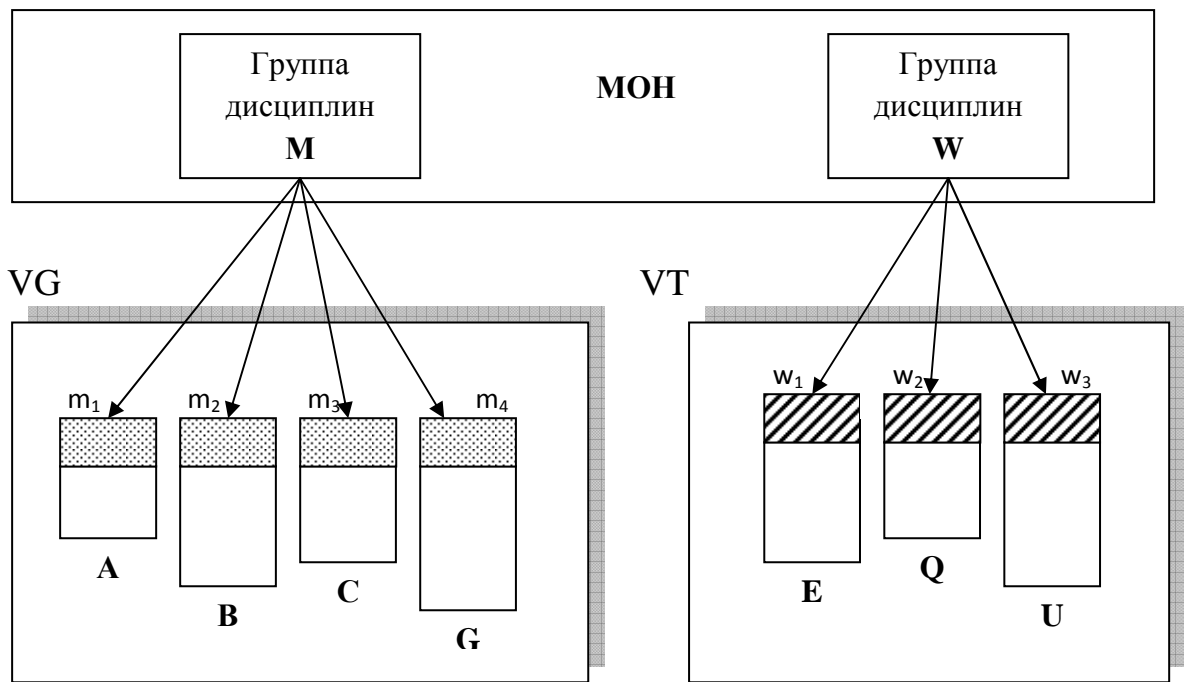 Группа
дисциплин
M
МОН
Группа
дисциплин
W
VG
VT
m₁ m₂ m₃ m₄
A
B
C
G
w₁ w₂ w₃
E
Q
U